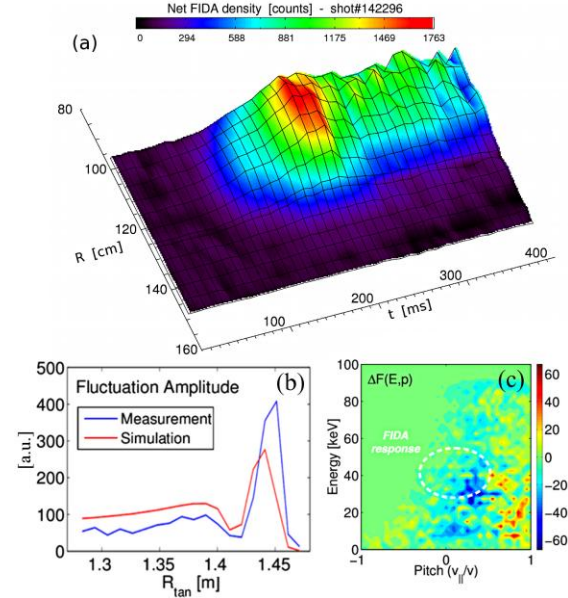 Net FIDA density [counts] - shot#142296
0 294 588 881 1175 1469 1763
(a)
80
100
120
140
160
R [cm]
100
200
300
400
t [ms]
(b)
Fluctuation Amplitude
Measurement
Simulation
500
400
300
200
100
0
[a.u.]
1.3 1.35 1.4 1.45
R_tan [m]
(c)
ΔF(E,p)
FIDA
response
100
80
60
40
20
0
Energy [keV]
-1 0 1
Pitch (v_||/v)
60
40
20
0
-20
-40
-60